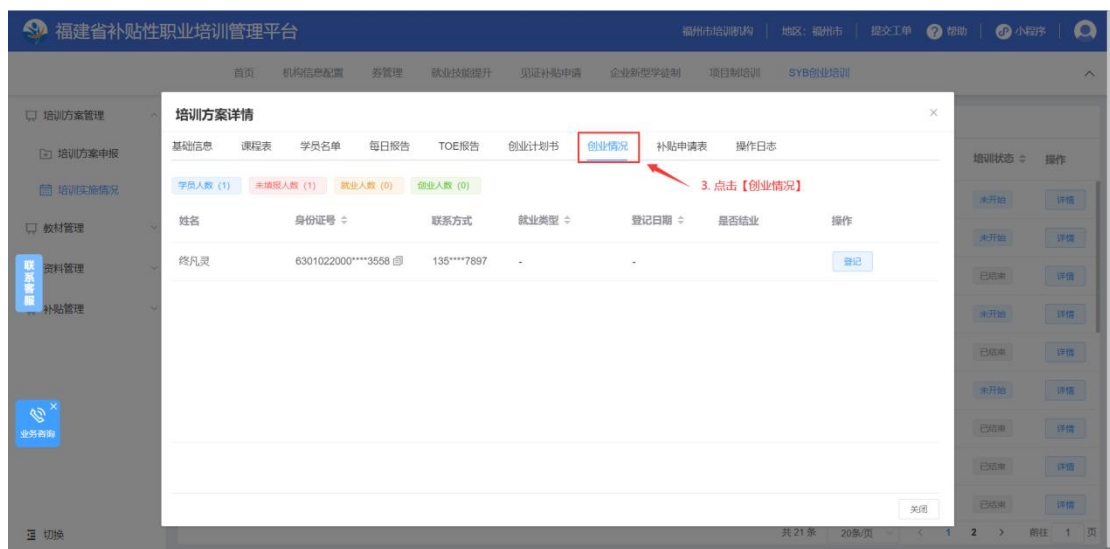 福建省补贴性职业培训管理平台
福州市培训机构 地区：福州市 提交工单 帮助 小程序
首页 机构信息配置 券管理 就业技能提升 见证补贴申请 企业新型学徒制 项目制培训 SYB创业培训
培训方案管理
培训方案申报
培训实施情况
教材管理
资料管理
补贴管理
联系客服
业务咨询
切换
培训方案详情
基础信息 课程表 学员名单 每日报告 TOE报告 创业计划书 创业情况 补贴申请表 操作日志
3. 点击【创业情况】
学员人数 (1) 未填报人数 (1) 就业人数 (0) 创业人数 (0)
姓名 身份证号 联系方式 就业类型 登记日期 是否结业 操作
终凡灵 6301022000****3558 135****7897 - - 登记
关闭
培训状态 操作
未开始 详情
未开始 详情
已结束 详情
未开始 详情
已结束 详情
未开始 详情
已结束 详情
已结束 详情
已结束 详情
共 21 条 20条/页 1 2 前往 1 页